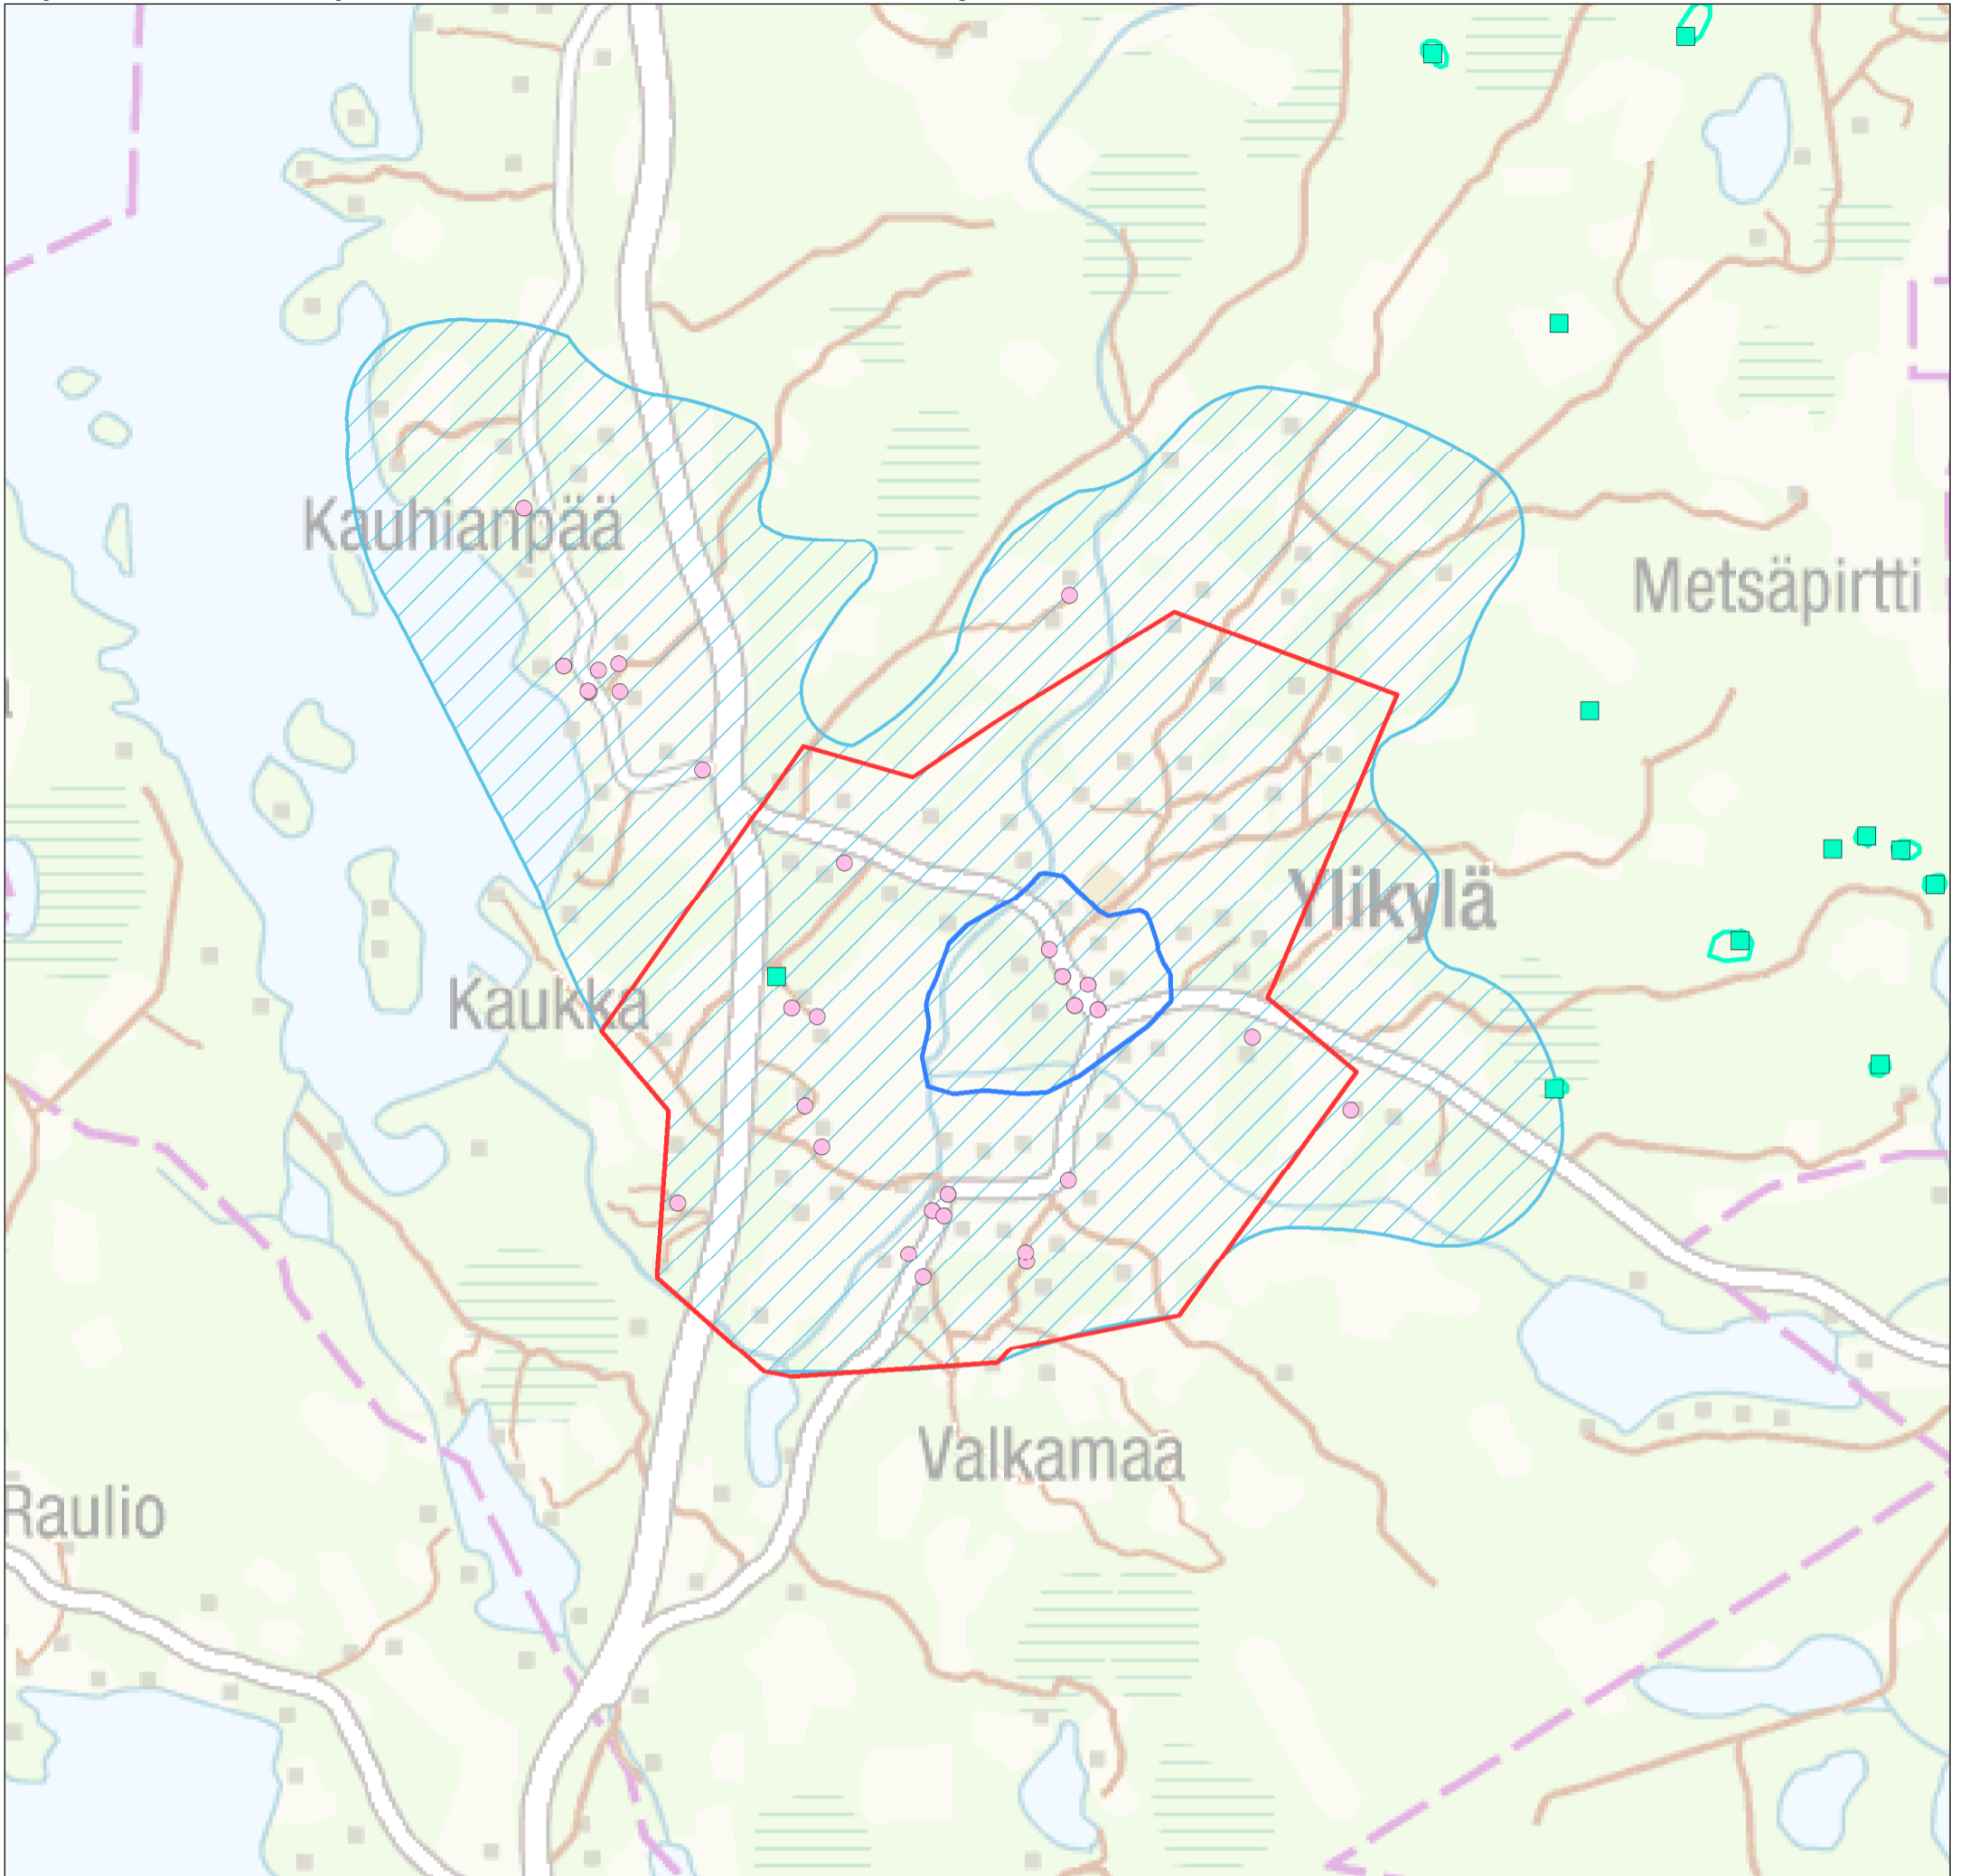 Kauhianpää
Metsäpirtti
Ylikylä
Kaukka
Valkamaa
Raulio